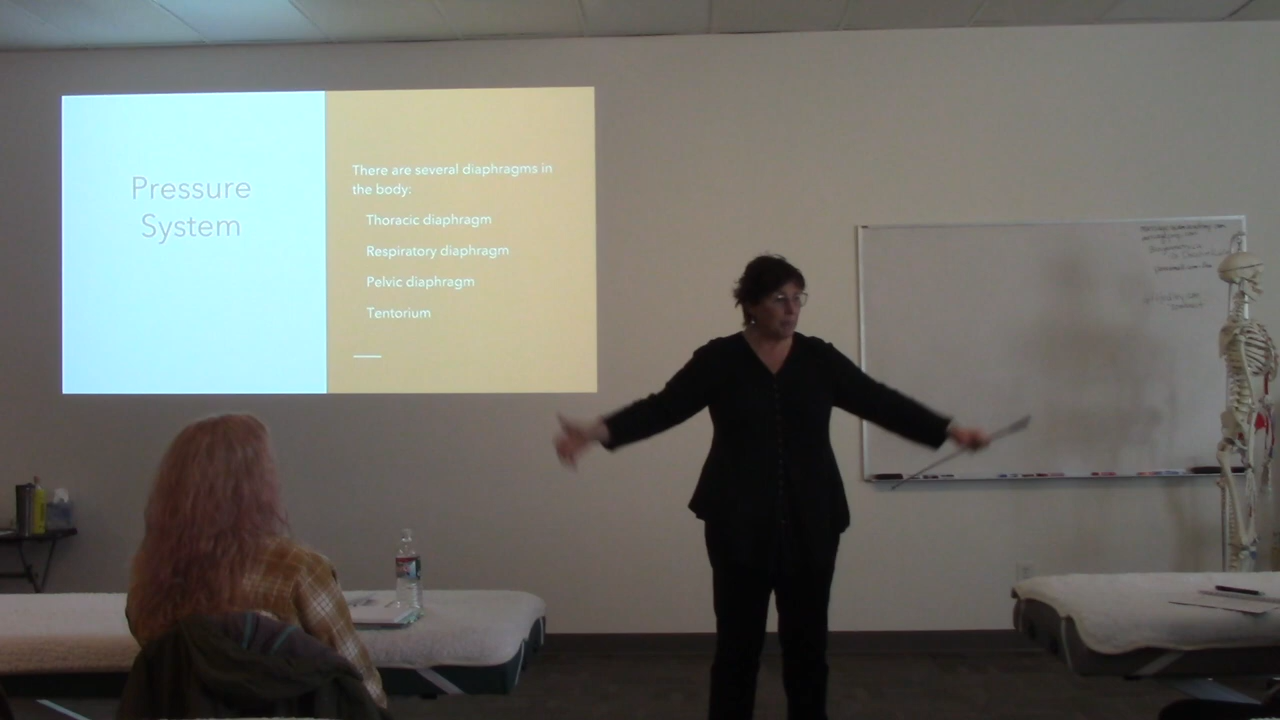 Pressure
System
There are several diaphragms in
the body:
Thoracic diaphragm
Respiratory diaphragm
Pelvic diaphragm
Tentorium